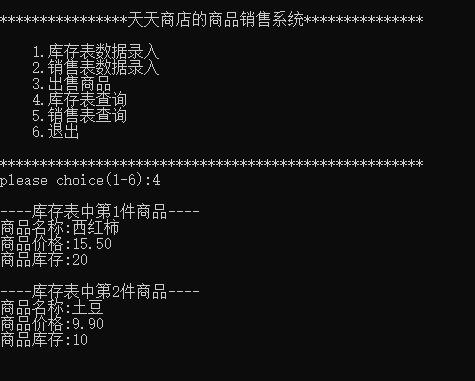 ****************天天商店的商品销售系统***************
1.库存表数据录入
2.销售表数据录入
3.出售商品
4.库存表查询
5.销售表查询
6.退出
*****************************************************
please choice(1-6):4
----库存表中第1件商品----
商品名称:西红柿
商品价格:15.50
商品库存:20
----库存表中第2件商品----
商品名称:土豆
商品价格:9.90
商品库存:10